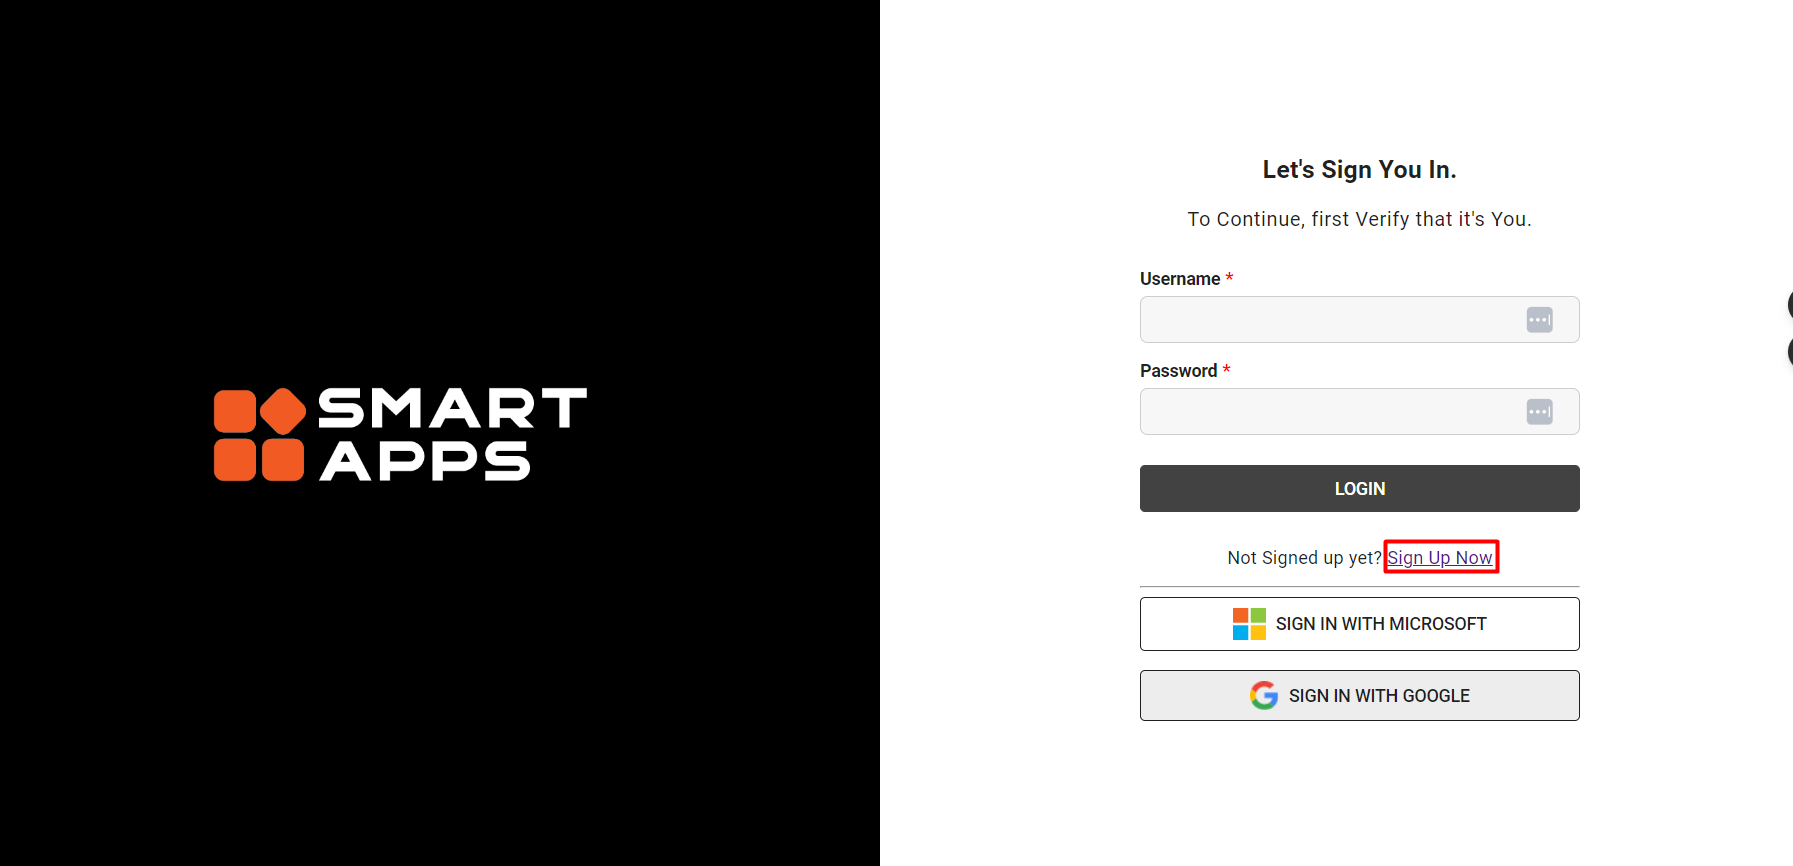 SMART
APPS
Let's Sign You In.
To Continue, first Verify that it's You.
Username *
Password *
LOGIN
Not Signed up yet? Sign Up Now
SIGN IN WITH MICROSOFT
SIGN IN WITH GOOGLE